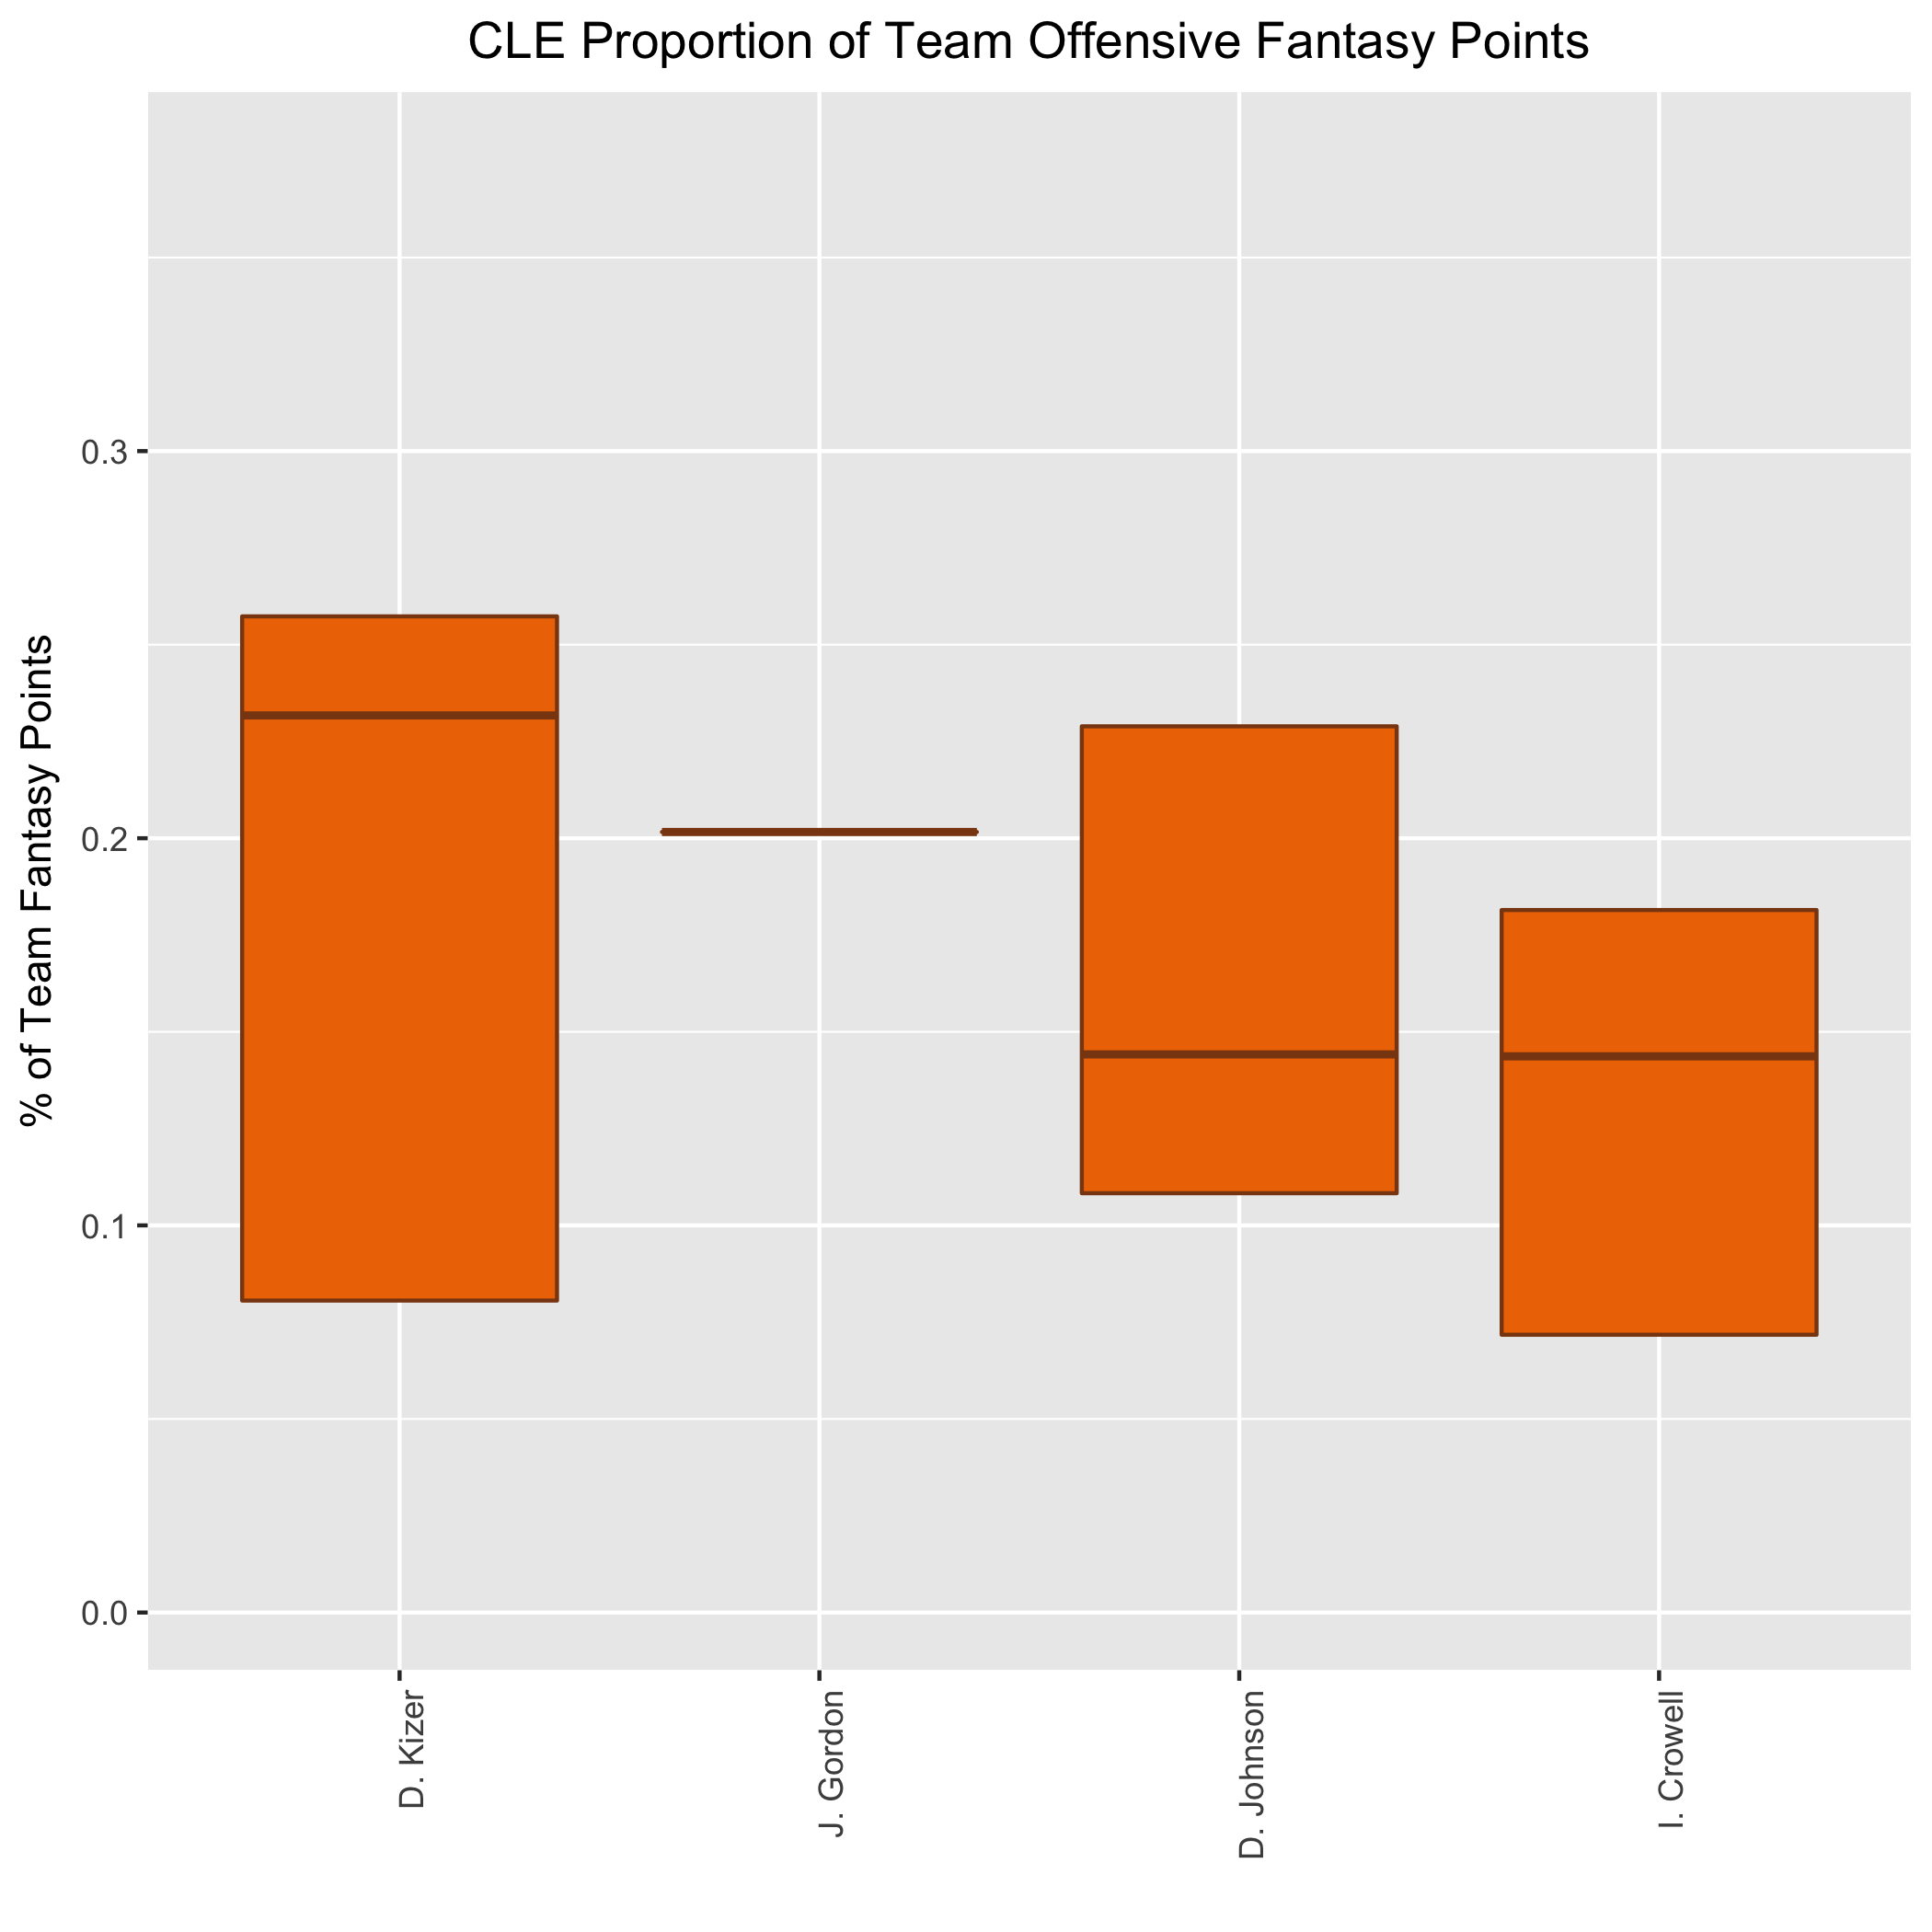 CLE Proportion of Team Offensive Fantasy Points
% of Team Fantasy Points
0.3
0.2
0.1
0.0
D. Kizer
J. Gordon
D. Johnson
I. Crowell